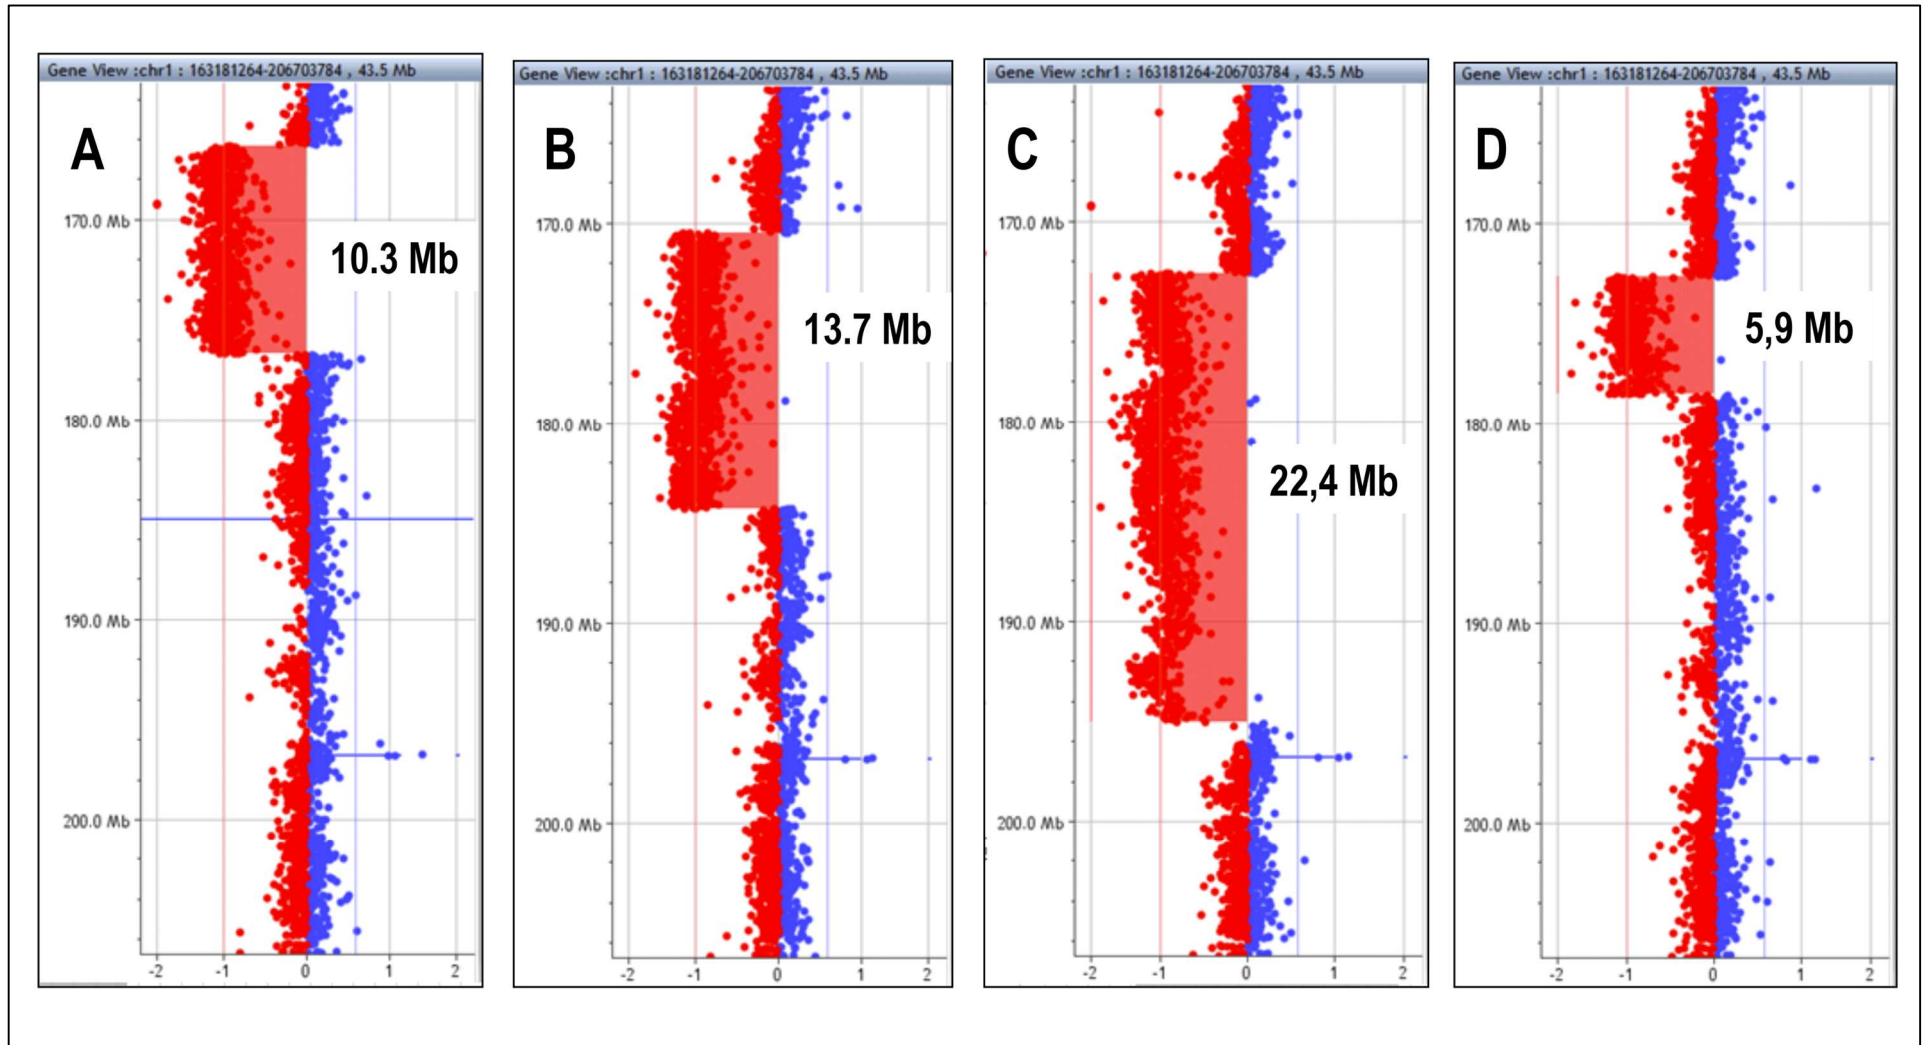 Gene View :chr1 : 163181264-206703784 , 43.5 Mb
A
10.3 Mb
170.0 Mb
180.0 Mb
190.0 Mb
200.0 Mb
-2 -1 0 1 2
Gene View :chr1 : 163181264-206703784 , 43.5 Mb
B
13.7 Mb
170.0 Mb
180.0 Mb
190.0 Mb
200.0 Mb
-2 -1 0 1 2
Gene View :chr1 : 163181264-206703784 , 43.5 Mb
C
22,4 Mb
170.0 Mb
180.0 Mb
190.0 Mb
200.0 Mb
-2 -1 0 1 2
Gene View :chr1 : 163181264-206703784 , 43.5 Mb
D
5,9 Mb
170.0 Mb
180.0 Mb
190.0 Mb
200.0 Mb
-2 -1 0 1 2